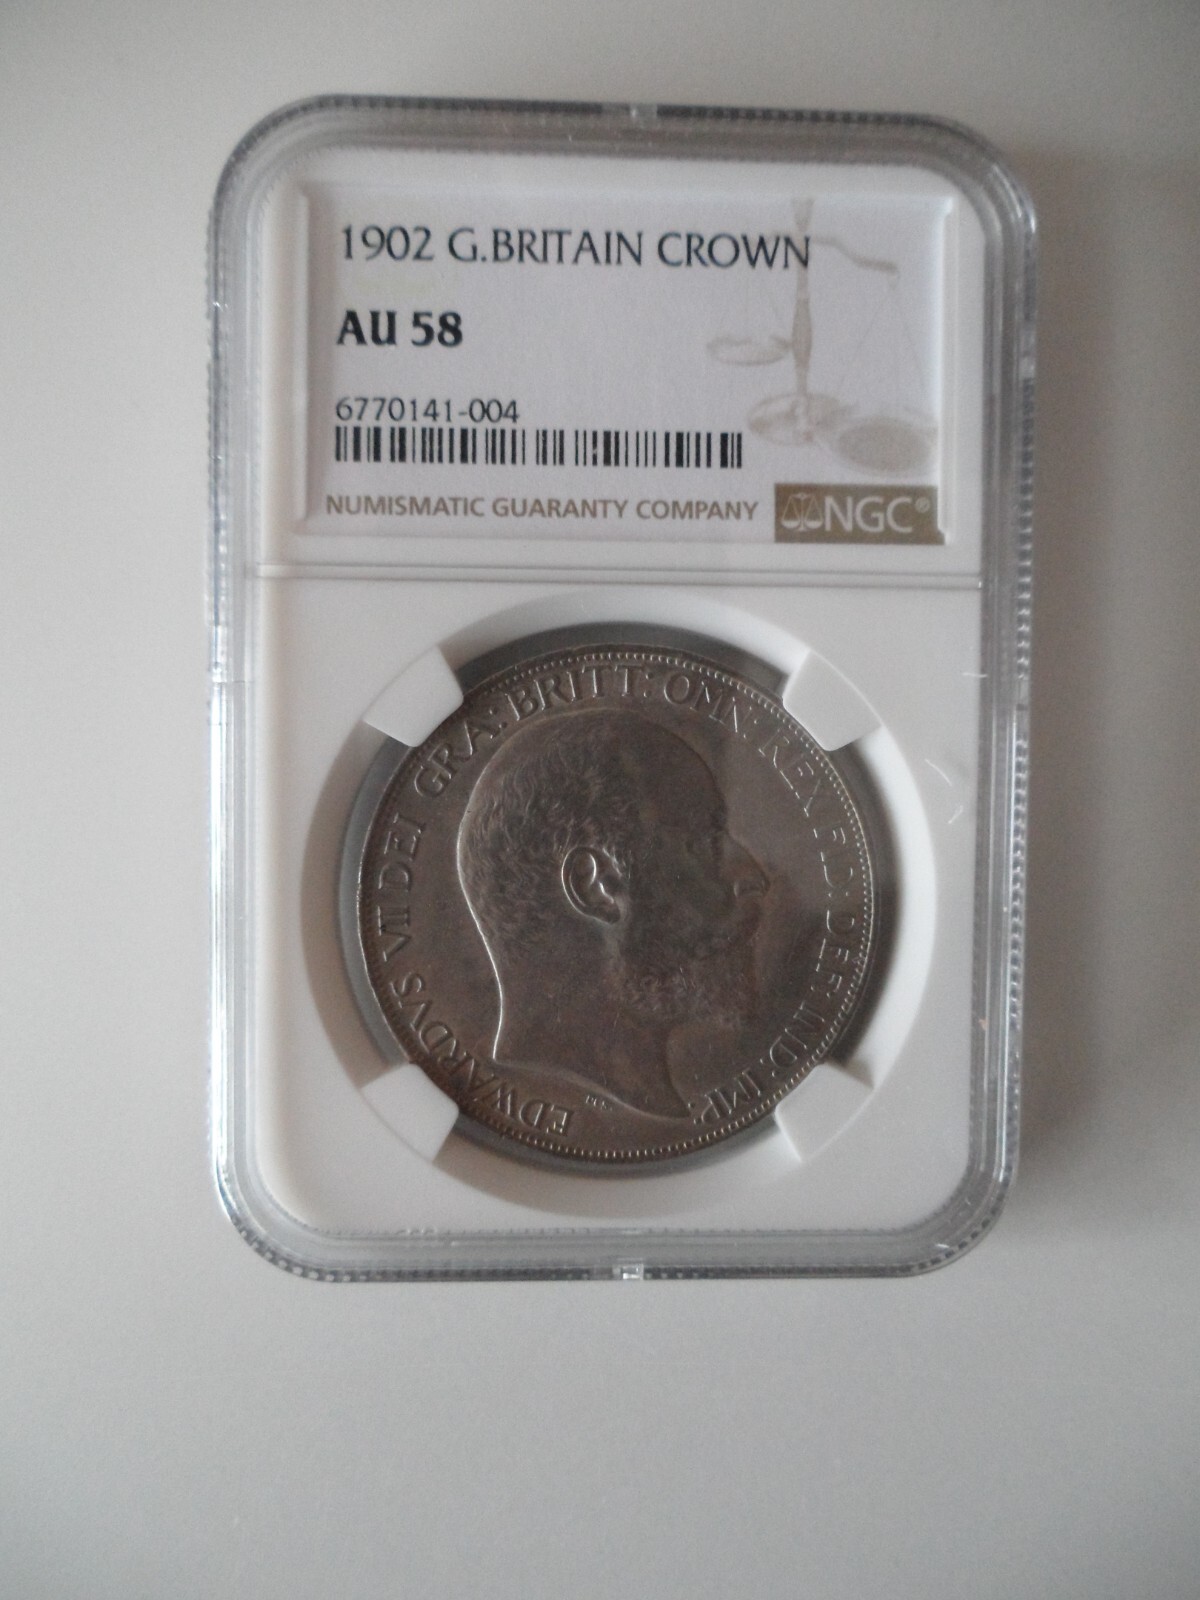 1902 G.BRITAIN CROWN
AU 58
6770141-004
NUMISMATIC GUARANTY COMPANY NGC®
EDWARDVS VII DEI GRA: BRITT: OMN: REX FID: DEF: IND: IMP: